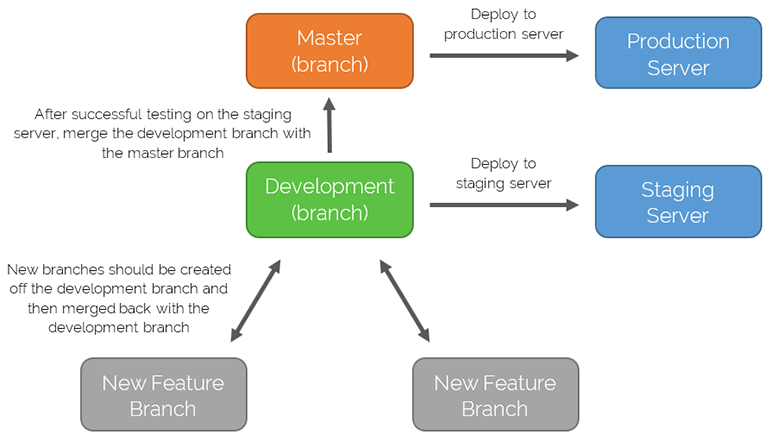 Deploy to
production server
Master
(branch)
Production
Server
After successful testing on the staging
server, merge the development branch with
the master branch
Deploy to
staging server
Development
(branch)
Staging
Server
New branches should be created
off the development branch and
then merged back with the
development branch
New Feature
Branch
New Feature
Branch